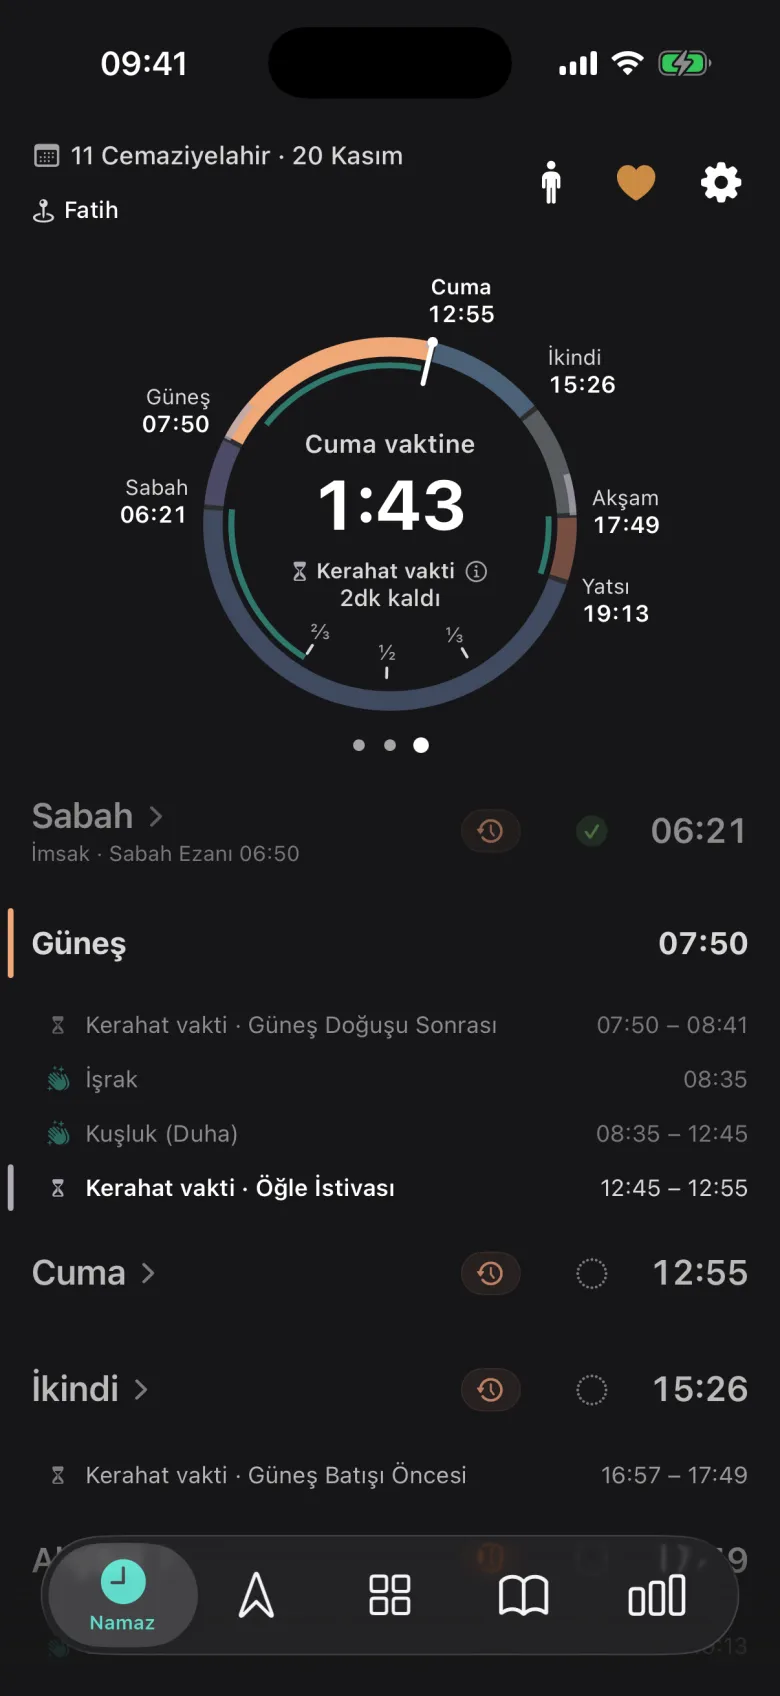 09:41
11 Cemaziyelahir · 20 Kasım
Fatih
Cuma
12:55
İkindi
15:26
Güneş
07:50
Cuma vaktine
1:43
Sabah
06:21
Akşam
17:49
Kerahat vakti
2dk kaldı
Yatsı
19:13
⅔
½
⅓
Sabah
06:21
İmsak · Sabah Ezanı 06:50
Güneş
07:50
Kerahat vakti · Güneş Doğuşu Sonrası
07:50 – 08:41
İşrak
08:35
Kuşluk (Duha)
08:35 – 12:45
Kerahat vakti · Öğle İstivası
12:45 – 12:55
Cuma
12:55
İkindi
15:26
Kerahat vakti · Güneş Batışı Öncesi
16:57 – 17:49
Namaz